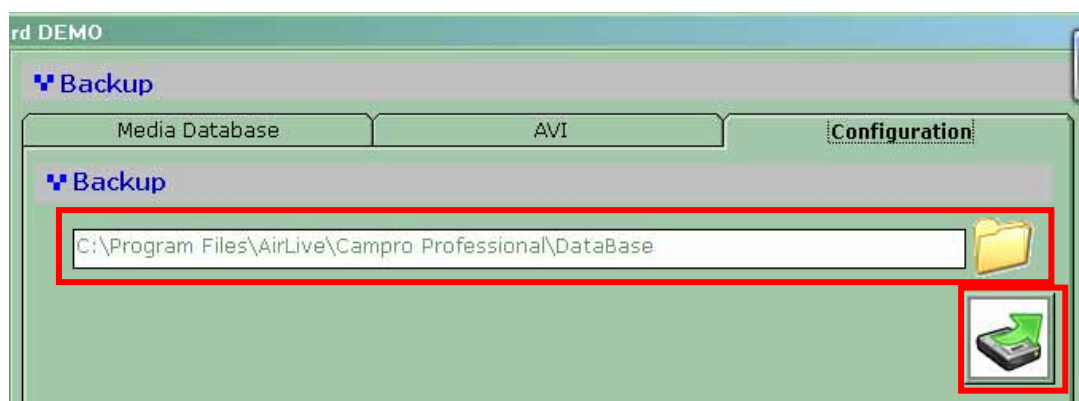 rd DEMO
Backup
Media Database AVI Configuration
Backup
C:\Program Files\AirLive\Campro Professional\DataBase